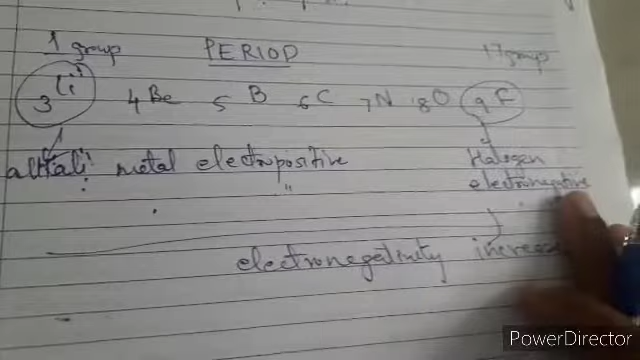 1 group PERIOD 17 group
3 Li 4 Be 5 B 6 C 7 N 8 O 9 F
alkali metal electropositive Halogen
" electronegative
electronegativity increase
PowerDirector